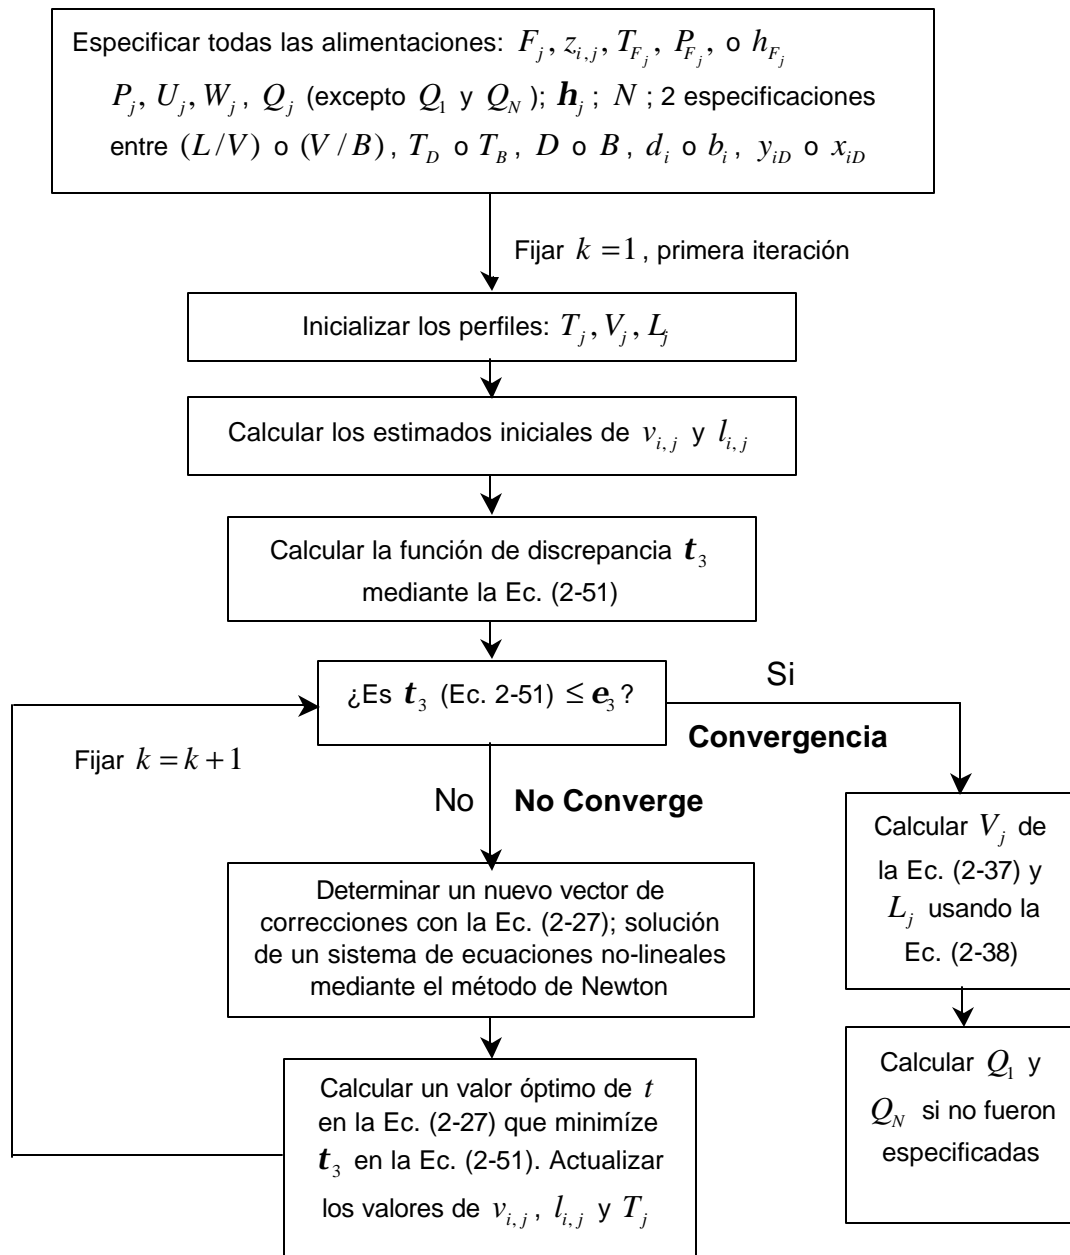 Especificar todas las alimentaciones: F_j, z_{i,j}, T_{F_j}, P_{F_j}, o h_{F_j}
P_j, U_j, W_j, Q_j (excepto Q_1 y Q_N); h_j; N; 2 especificaciones
entre (L/V) o (V/B), T_D o T_B, D o B, d_i o b_i, y_{iD} o x_{iD}
Fijar k = 1, primera iteración
Inicializar los perfiles: T_j, V_j, L_j
Calcular los estimados iniciales de v_{i,j} y l_{i,j}
Calcular la función de discrepancia t_3
mediante la Ec. (2-51)
¿Es t_3 (Ec. 2-51) ≤ e_3?
Si
Convergencia
Fijar k = k + 1
No
No Converge
Calcular V_j de
la Ec. (2-37) y
L_j usando la
Ec. (2-38)
Determinar un nuevo vector de
correcciones con la Ec. (2-27); solución
de un sistema de ecuaciones no-lineales
mediante el método de Newton
Calcular Q_1 y
Q_N si no fueron
especificadas
Calcular un valor óptimo de t
en la Ec. (2-27) que minimíze
t_3 en la Ec. (2-51). Actualizar
los valores de v_{i,j}, l_{i,j} y T_j